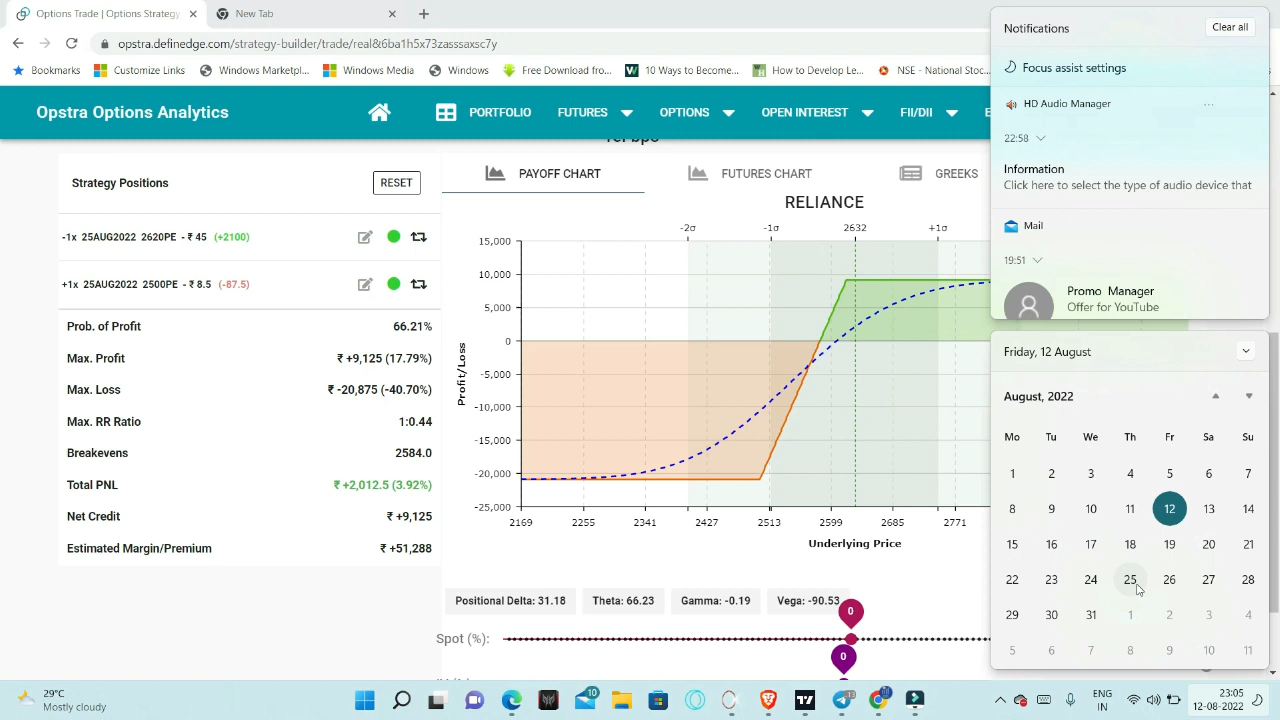 Options Trade | Options Strategy
New Tab
opstra.definedge.com/strategy-builder/trade/real&t6ba1h5x73zasssaxsc7y
Bookmarks
Customize Links
Windows Marketpl...
Windows Media
Windows
Free Download fro...
10 Ways to Become...
How to Develop Le...
NSE - National Stoc...
Opstra Options Analytics
PORTFOLIO
FUTURES
OPTIONS
OPEN INTEREST
FII/DII
Strategy Positions
RESET
-1x 25AUG2022 2620PE - ₹ 45 (+2100)
+1x 25AUG2022 2500PE - ₹ 8.5 (-87.5)
Prob. of Profit 66.21%
Max. Profit ₹ +9,125 (17.79%)
Max. Loss ₹ -20,875 (-40.70%)
Max. RR Ratio 1:0.44
Breakevens 2584.0
Total PNL ₹ +2,012.5 (3.92%)
Net Credit ₹ +9,125
Estimated Margin/Premium ₹ +51,288
PAYOFF CHART
FUTURES CHART
GREEKS
RELIANCE
-2σ -1σ 2632 +1σ
15,000
10,000
5,000
0
-5,000
-10,000
-15,000
-20,000
-25,000
Profit/Loss
2169 2255 2341 2427 2513 2599 2685 2771
Underlying Price
Positional Delta: 31.18
Theta: 66.23
Gamma: -0.19
Vega: -90.53
0
Spot (%):
0
Notifications
Clear all
Focus assist settings
HD Audio Manager
22:58
Information
Click here to select the type of audio device that
Mail
19:51
Promo Manager
Offer for YouTube
Friday, 12 August
August, 2022
Mo Tu We Th Fr Sa Su
1 2 3 4 5 6 7
8 9 10 11 12 13 14
15 16 17 18 19 20 21
22 23 24 25 26 27 28
29 30 31 1 2 3 4
5 6 7 8 9 10 11
29°C
Mostly cloudy
10
ENG
IN
23:05
12-08-2022